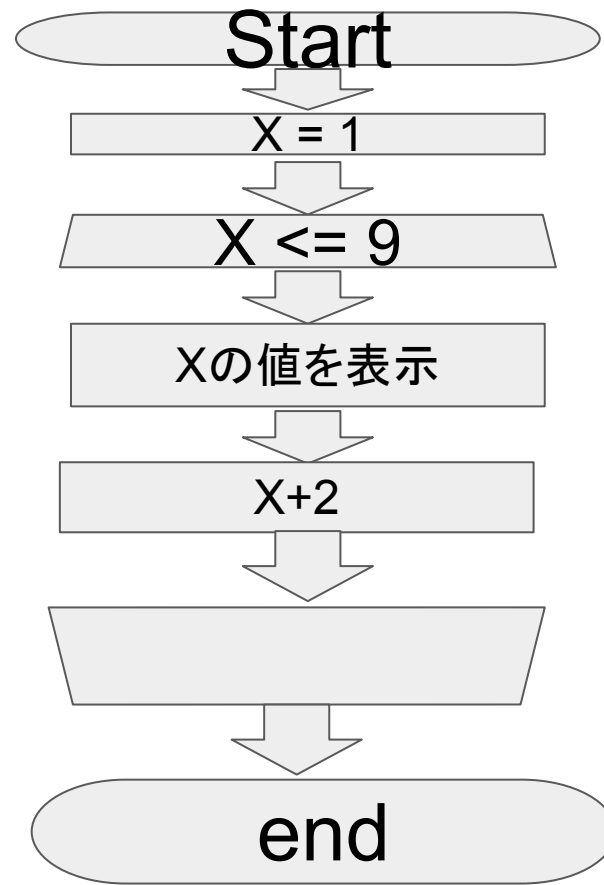 Start
X = 1
X <= 9
Xの値を表示
X+2
end